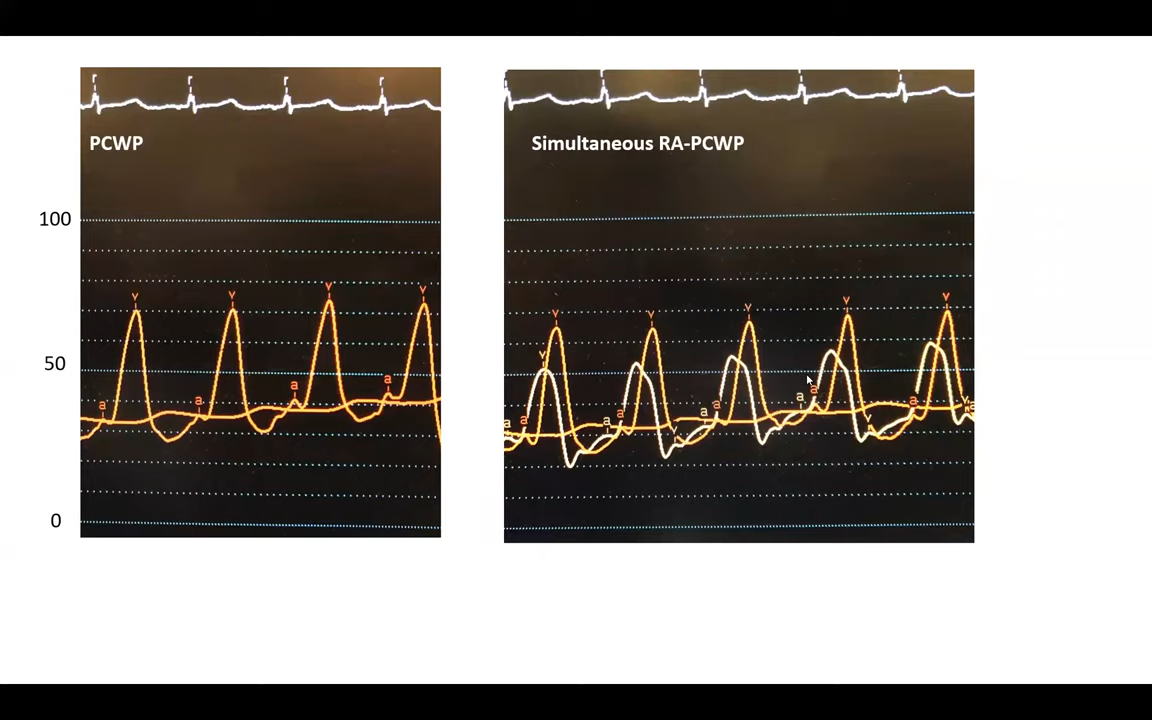 r r r r
PCWP
100
v v v v
50
a a a a
0
Simultaneous RA-PCWP
v v v v v
v
a a a a a a a a a a
v v v